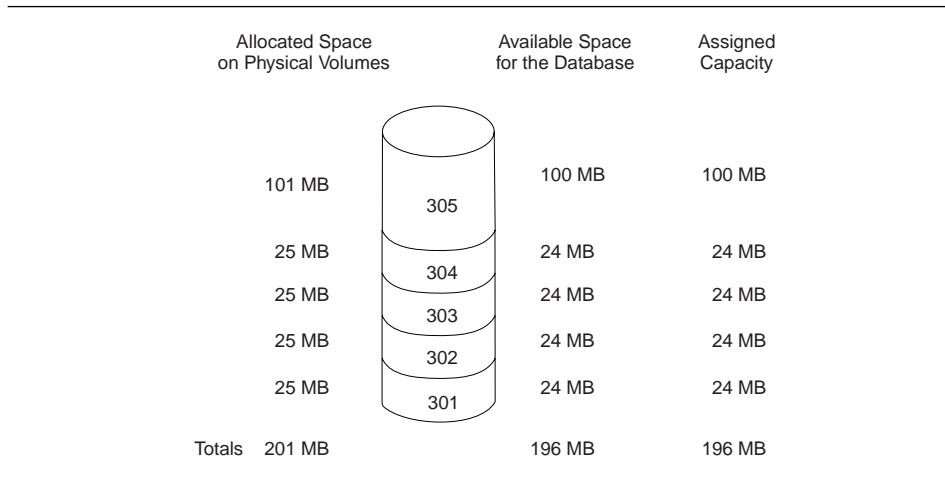 Allocated Space
on Physical Volumes
Available Space
for the Database
Assigned
Capacity
101 MB
305
100 MB
100 MB
25 MB
304
24 MB
24 MB
25 MB
303
24 MB
24 MB
25 MB
302
24 MB
24 MB
25 MB
301
24 MB
24 MB
Totals 201 MB
196 MB
196 MB